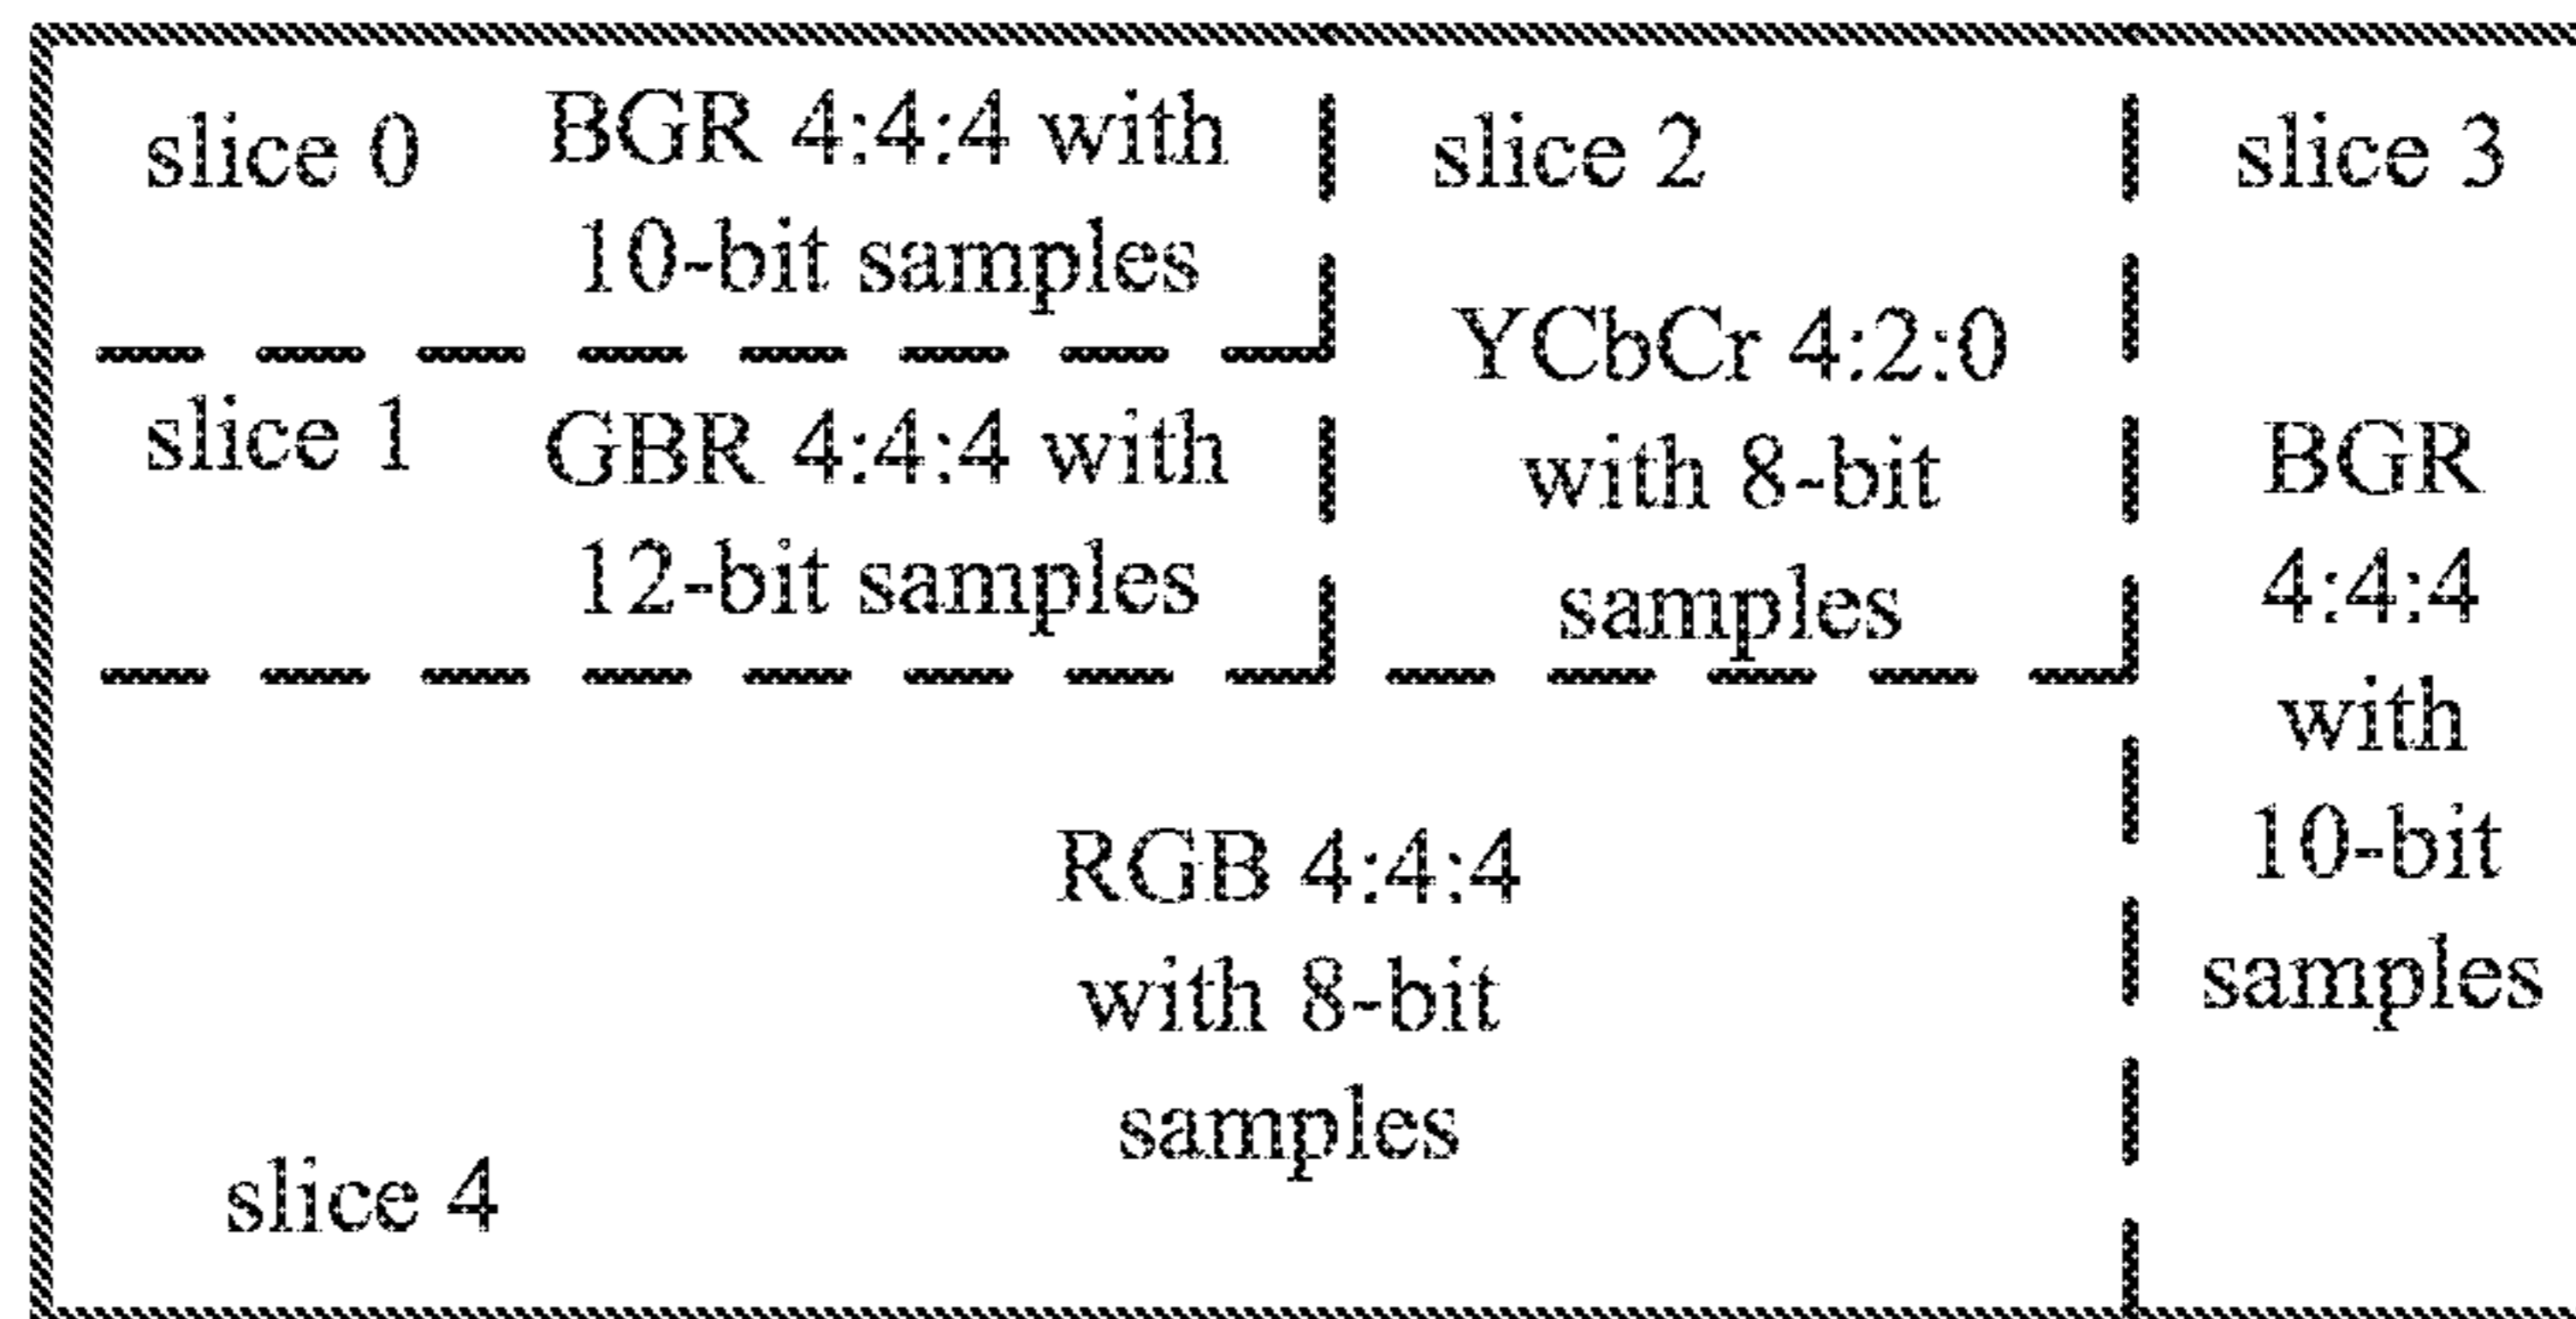 slice 0
BGR 4:4:4 with
10-bit samples
slice 1
GBR 4:4:4 with
12-bit samples
slice 2
YCbCr 4:2:0
with 8-bit
samples
slice 3
BGR
4:4:4
with
10-bit
samples
RGB 4:4:4
with 8-bit
samples
slice 4